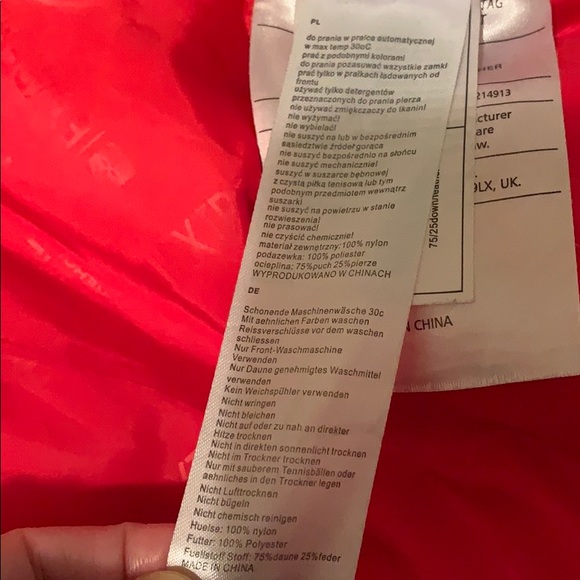 PL
do prania w pralce automatycznej
w max temp 30oC
prać z podobnymi kolorami
do prania pozasuwać wszystkie zamki
prać tylko w pralkach ładowanych od
frontu
używać tylko detergentów
przeznaczonych do prania pierza
nie używać zmiękczaczy do tkanin!
nie wyżymać!
nie wybielać!
nie suszyć na lub w bezpośrednim
sąsiedztwie źródeł gorąca
nie suszyć bezpośrednio na słońcu
nie suszyć mechanicznie!
suszyć w suszarce bębnowej
z czystą piłką tenisowa lub tym
podobnym przedmiotem wewnątrz
suszarki
nie suszyć na powietrzu w stanie
rozwieszenia!
nie prasować!
nie czyścić chemicznie!
materiał zewnętrzny: 100% nylon
podazewka: 100% poliester
ocieplina: 75%puch 25%pierze
WYPRODUKOWANO W CHINACH
DE
Schonende Maschinenwäsche 30c
Mit aehnlichen Farben waschen
Reissverschlüsse vor dem waschen
schliessen
Nur Front-Waschmaschine
Verwenden
Nur Daune genehmigtes Waschmittel
verwenden
Kein Weichspühler verwenden
Nicht wringen
Nicht bleichen
Nicht auf oder zu nah an direkter
Hitze trocknen
Nicht in direkten sonnenlicht trocknen
Nicht im Trockner trocknen
Nur mit sauberem Tennisbällen oder
aehnliches in den Trockner legen
Nicht Lufttrocknen
Nicht bügeln
Nicht chemisch reinigen
Huelse: 100% nylon
Futter: 100% Polyester
Fuellstoff Stoff: 75%daune 25%feder
MADE IN CHINA
TAG
HER
214913
cturer
are
w.
9LX, UK.
75/25down/fea
CHINA